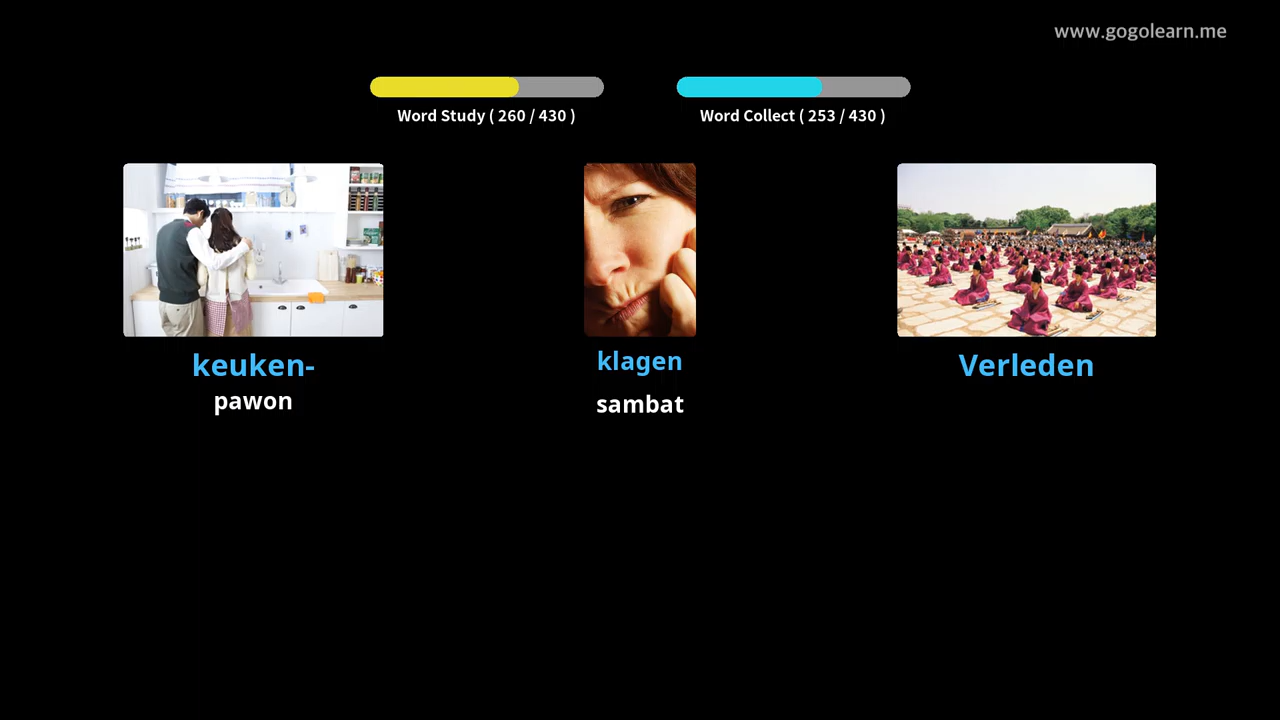 www.gogolearn.me
Word Study ( 260 / 430 )
Word Collect ( 253 / 430 )
keuken-
pawon
klagen
sambat
Verleden